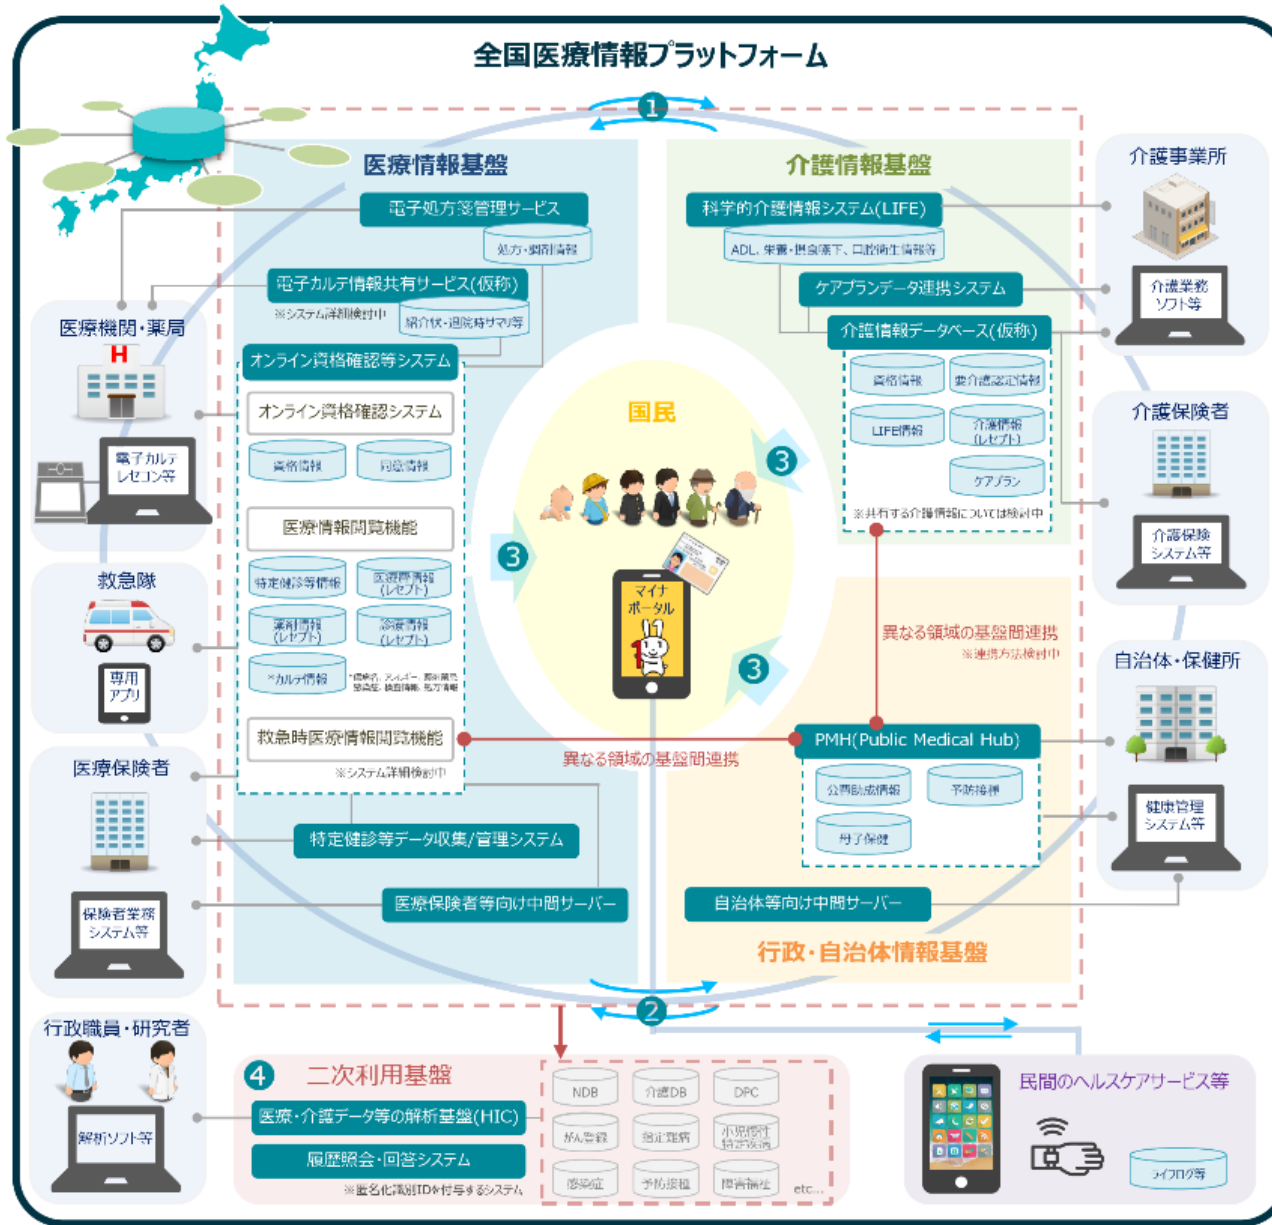 全国医療情報プラットフォーム
1
医療情報基盤
電子処方箋管理サービス
処方・調剤情報
電子カルテ情報共有サービス(仮称)
※システム詳細検討中
紹介状・退院時サマリ等
オンライン資格確認等システム
オンライン資格確認システム
資格情報
同意情報
医療情報閲覧機能
特定健診等情報
医療費情報
(レセプト)
薬剤情報
(レセプト)
診療情報
(レセプト)
*カルテ情報
救急時医療情報閲覧機能
※システム詳細検討中
特定健診等データ収集/管理システム
医療保険者等向け中間サーバー
介護情報基盤
科学的介護情報システム(LIFE)
ADL、栄養・摂食嚥下、口腔衛生情報等
ケアプランデータ連携システム
介護情報データベース(仮称)
資格情報
要介護認定情報
LIFE情報
介護情報
(レセプト)
ケアプラン
※共有する介護情報については検討中
国民
3
3
3
マイナ
ポータル
異なる領域の基盤間連携
※連携方法検討中
異なる領域の基盤間連携
PMH(Public Medical Hub)
公費助成情報
予防接種
母子保健
自治体等向け中間サーバー
行政・自治体情報基盤
2
医療機関・薬局
H
電子カルテ
レセコン等
救急隊
専用
アプリ
医療保険者
保険者業務
システム等
行政職員・研究者
解析ソフト等
介護事業所
介護業務
ソフト等
介護保険者
介護保険
システム等
自治体・保健所
健康管理
システム等
4
二次利用基盤
医療・介護データ等の解析基盤(HIC)
履歴照会・回答システム
※匿名化識別IDを付与するシステム
NDB
介護DB
DPC
がん登録
指定難病
小児慢性
特定疾病
感染症
予防接種
障害福祉
etc...
民間のヘルスケアサービス等
ライフログ等